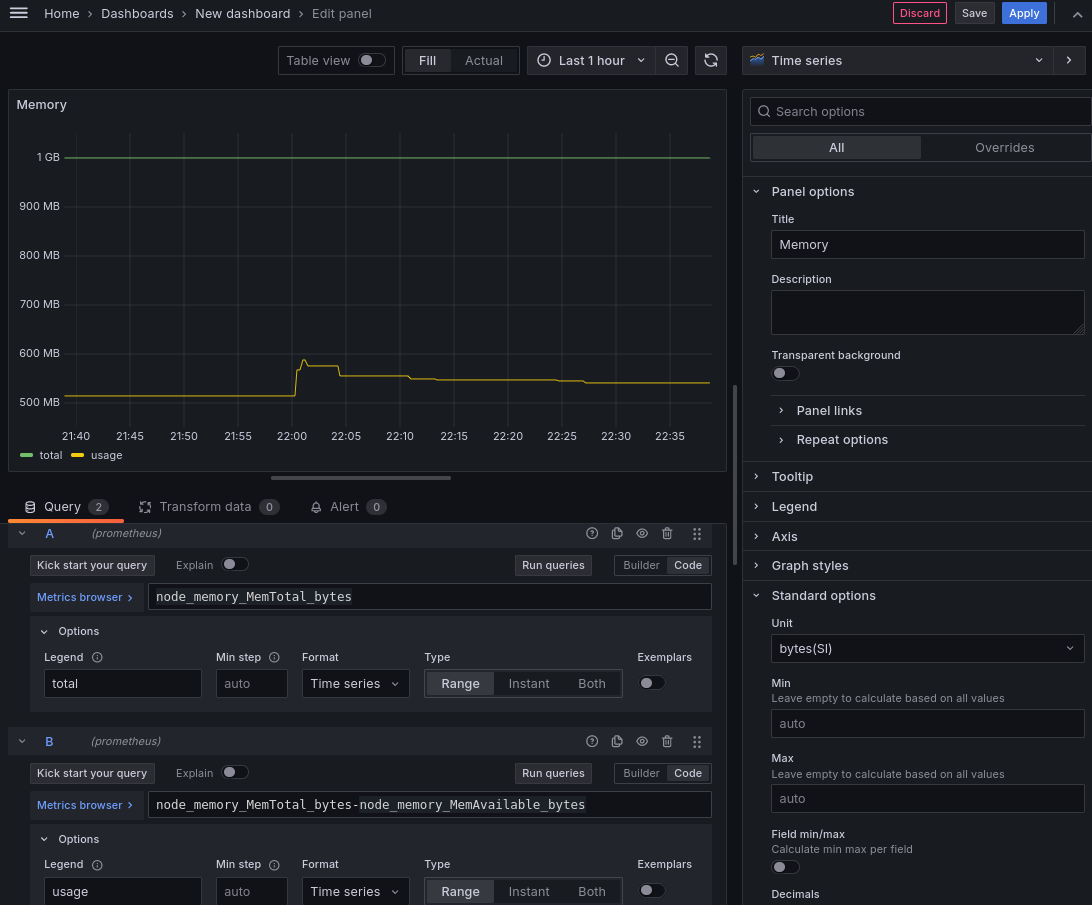 Home > Dashboards > New dashboard > Edit panel
Discard Save Apply
Table view Fill Actual Last 1 hour
Time series
Memory
1 GB
900 MB
800 MB
700 MB
600 MB
500 MB
21:40 21:45 21:50 21:55 22:00 22:05 22:10 22:15 22:20 22:25 22:30 22:35
total usage
Query 2 Transform data 0 Alert 0
A (prometheus)
Kick start your query Explain Run queries Builder Code
Metrics browser > node_memory_MemTotal_bytes
Options
Legend Min step Format Type Exemplars
total auto Time series Range Instant Both
B (prometheus)
Kick start your query Explain Run queries Builder Code
Metrics browser > node_memory_MemTotal_bytes-node_memory_MemAvailable_bytes
Options
Legend Min step Format Type Exemplars
usage auto Time series Range Instant Both
Search options
All Overrides
Panel options
Title
Memory
Description
Transparent background
Panel links
Repeat options
Tooltip
Legend
Axis
Graph styles
Standard options
Unit
bytes(SI)
Min
Leave empty to calculate based on all values
auto
Max
Leave empty to calculate based on all values
auto
Field min/max
Calculate min max per field
Decimals